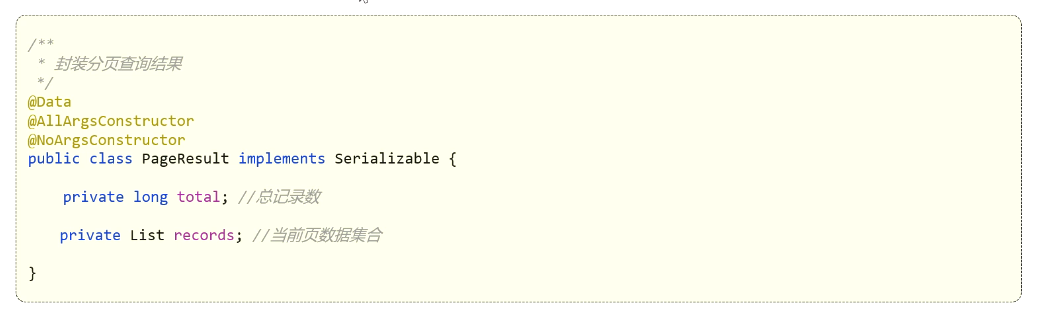 /**
 * 封装分页查询结果
 */
@Data
@AllArgsConstructor
@NoArgsConstructor
public class PageResult implements Serializable {
    private long total; //总记录数
    private List records; //当前页数据集合
}